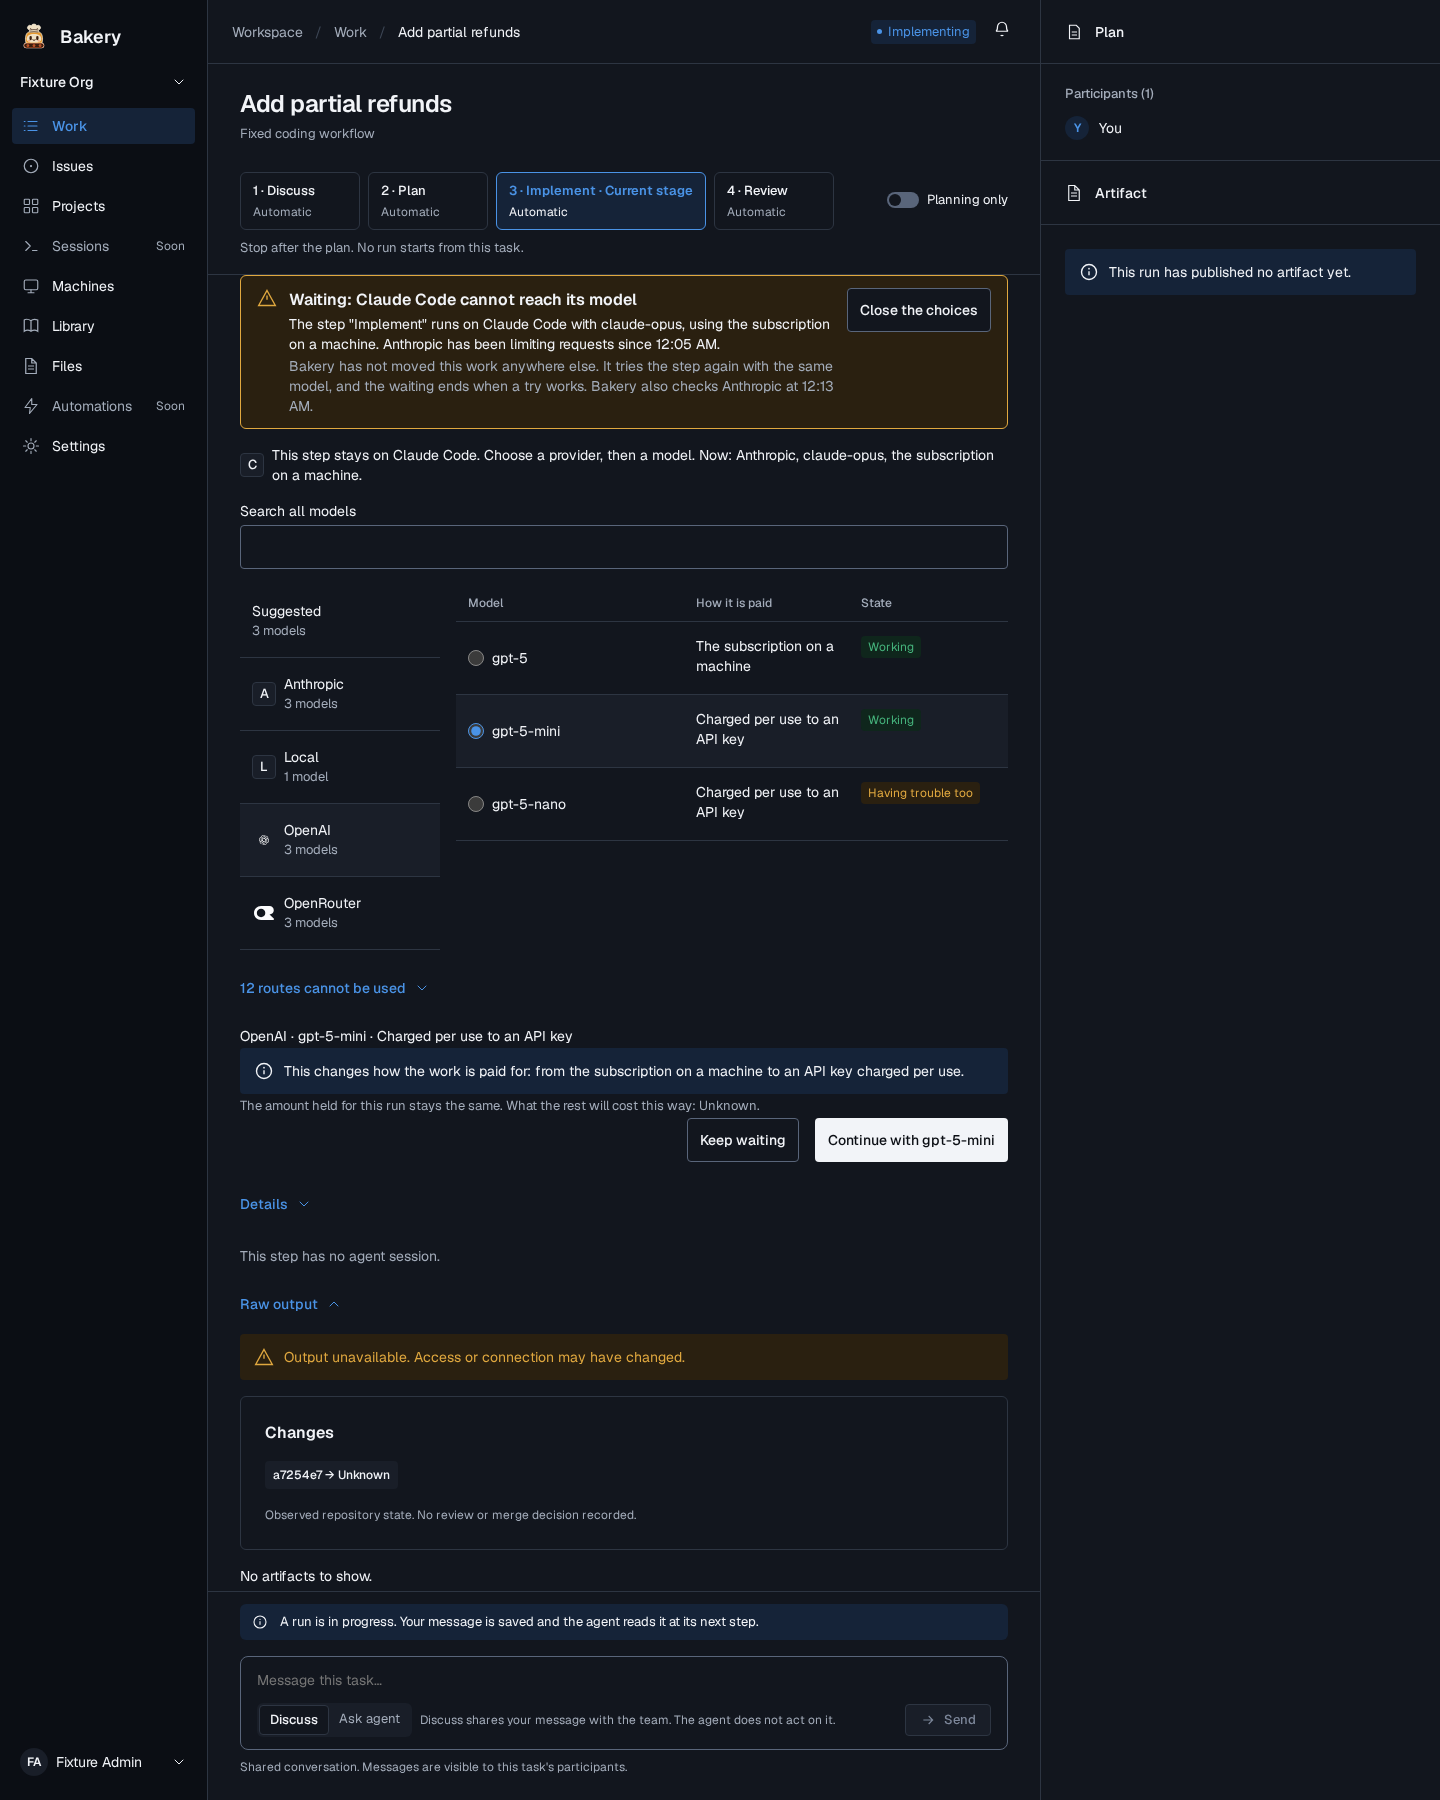 Bakery
Fixture Org
Work
Issues
Projects
Sessions Soon
Machines
Library
Files
Automations Soon
Settings
FA Fixture Admin
Workspace / Work / Add partial refunds
Implementing
Add partial refunds
Fixed coding workflow
1 · Discuss
Automatic
2 · Plan
Automatic
3 · Implement · Current stage
Automatic
4 · Review
Automatic
Planning only
Stop after the plan. No run starts from this task.
Waiting: Claude Code cannot reach its model
The step "Implement" runs on Claude Code with claude-opus, using the subscription
on a machine. Anthropic has been limiting requests since 12:05 AM.
Bakery has not moved this work anywhere else. It tries the step again with the same
model, and the waiting ends when a try works. Bakery also checks Anthropic at 12:13
AM.
Close the choices
C
This step stays on Claude Code. Choose a provider, then a model. Now: Anthropic, claude-opus, the subscription
on a machine.
Search all models
Suggested
3 models
A
Anthropic
3 models
L
Local
1 model
OpenAI
3 models
OpenRouter
3 models
Model How it is paid State
gpt-5
The subscription on a
machine
Working
gpt-5-mini
Charged per use to an
API key
Working
gpt-5-nano
Charged per use to an
API key
Having trouble too
12 routes cannot be used
OpenAI · gpt-5-mini · Charged per use to an API key
This changes how the work is paid for: from the subscription on a machine to an API key charged per use.
The amount held for this run stays the same. What the rest will cost this way: Unknown.
Keep waiting
Continue with gpt-5-mini
Details
This step has no agent session.
Raw output
Output unavailable. Access or connection may have changed.
Changes
a7254e7 → Unknown
Observed repository state. No review or merge decision recorded.
No artifacts to show.
A run is in progress. Your message is saved and the agent reads it at its next step.
Message this task...
Discuss
Ask agent
Discuss shares your message with the team. The agent does not act on it.
→ Send
Shared conversation. Messages are visible to this task's participants.
Plan
Participants (1)
Y You
Artifact
This run has published no artifact yet.